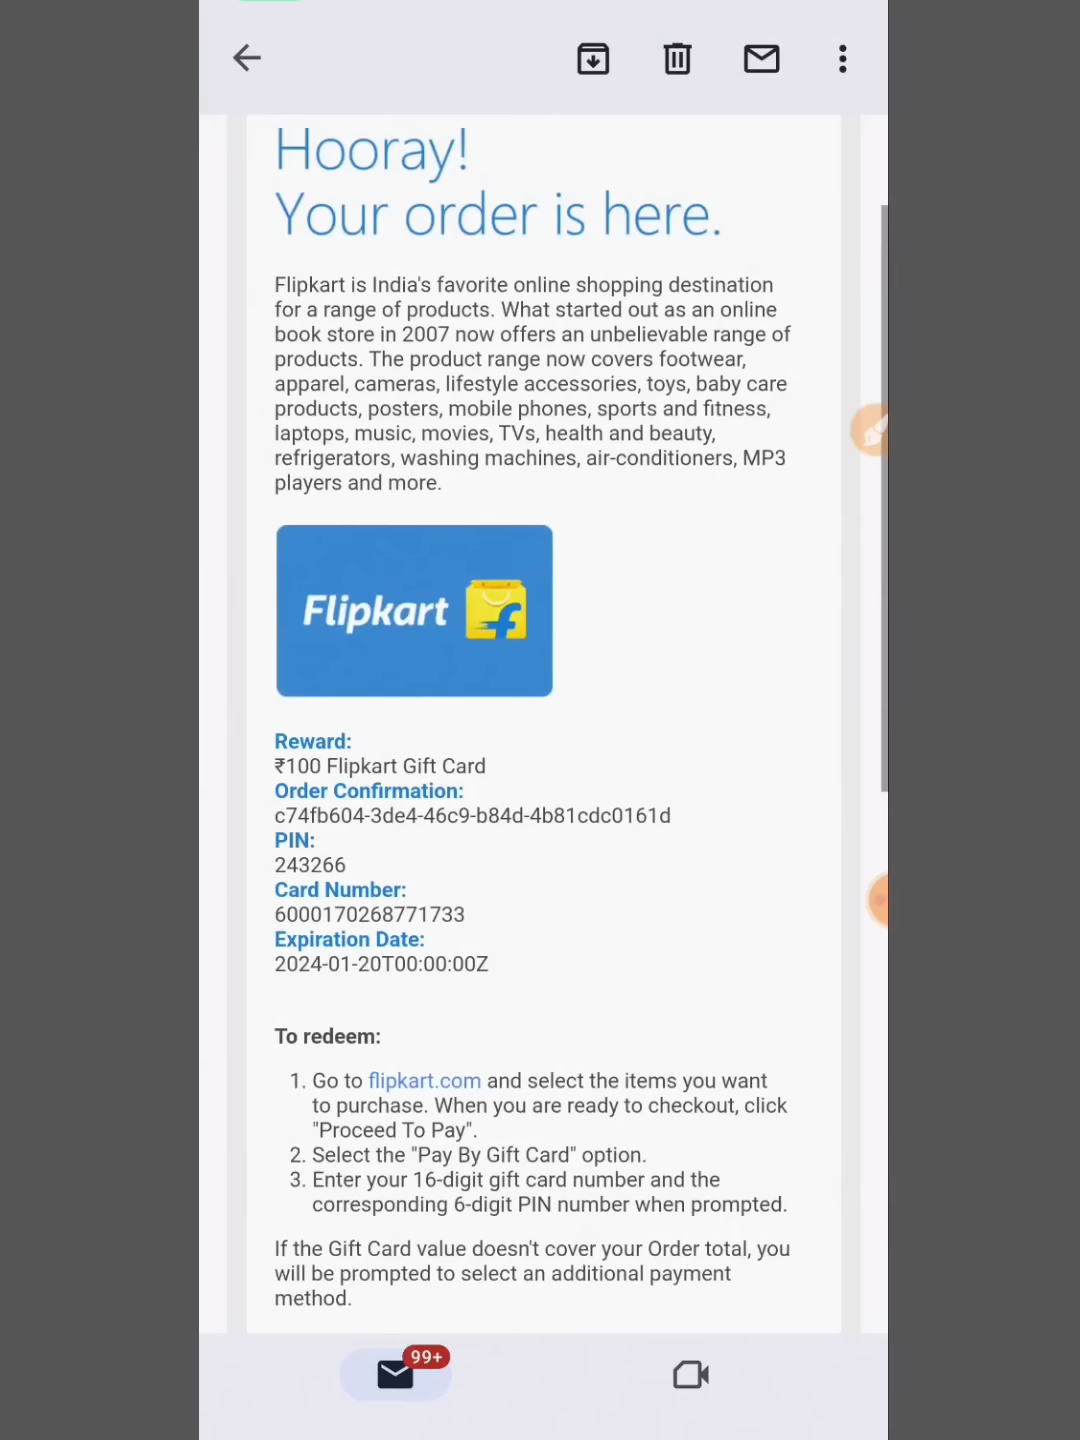 Hooray!
Your order is here.
Flipkart is India's favorite online shopping destination
for a range of products. What started out as an online
book store in 2007 now offers an unbelievable range of
products. The product range now covers footwear,
apparel, cameras, lifestyle accessories, toys, baby care
products, posters, mobile phones, sports and fitness,
laptops, music, movies, TVs, health and beauty,
refrigerators, washing machines, air-conditioners, MP3
players and more.
Flipkart
Reward:
₹100 Flipkart Gift Card
Order Confirmation:
c74fb604-3de4-46c9-b84d-4b81cdc0161d
PIN:
243266
Card Number:
6000170268771733
Expiration Date:
2024-01-20T00:00:00Z
To redeem:
1. Go to flipkart.com and select the items you want
to purchase. When you are ready to checkout, click
"Proceed To Pay".
2. Select the "Pay By Gift Card" option.
3. Enter your 16-digit gift card number and the
corresponding 6-digit PIN number when prompted.
If the Gift Card value doesn't cover your Order total, you
will be prompted to select an additional payment
method.
99+